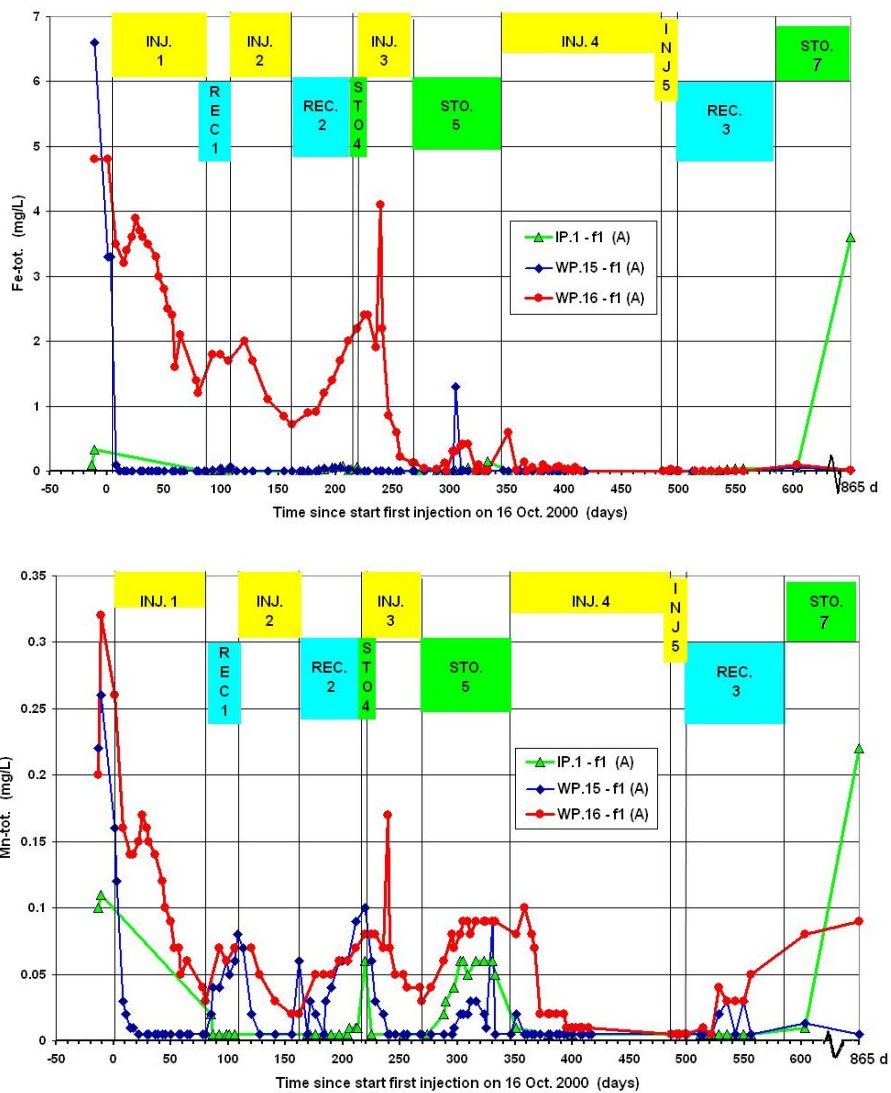 7
6
5
4
3
2
1
0
Fe-tot. (mg/L)
INJ.
1
R
E
C
1
INJ.
2
REC.
2
S
T
O
4
INJ.
3
STO.
5
INJ. 4
I
N
J
5
REC.
3
STO.
7
IP.1 - f1 (A)
WP.15 - f1 (A)
WP.16 - f1 (A)
-50 0 50 100 150 200 250 300 350 400 450 500 550 600 865 d
Time since start first injection on 16 Oct. 2000 (days)
0.35
0.3
0.25
0.2
0.15
0.1
0.05
0
Mn-tot. (mg/L)
INJ. 1
R
E
C
1
INJ.
2
REC.
2
S
T
O
4
INJ.
3
STO.
5
INJ. 4
I
N
J
5
REC.
3
STO.
7
IP.1 - f1 (A)
WP.15 - f1 (A)
WP.16 - f1 (A)
-50 0 50 100 150 200 250 300 350 400 450 500 550 600 865 d
Time since start first injection on 16 Oct. 2000 (days)